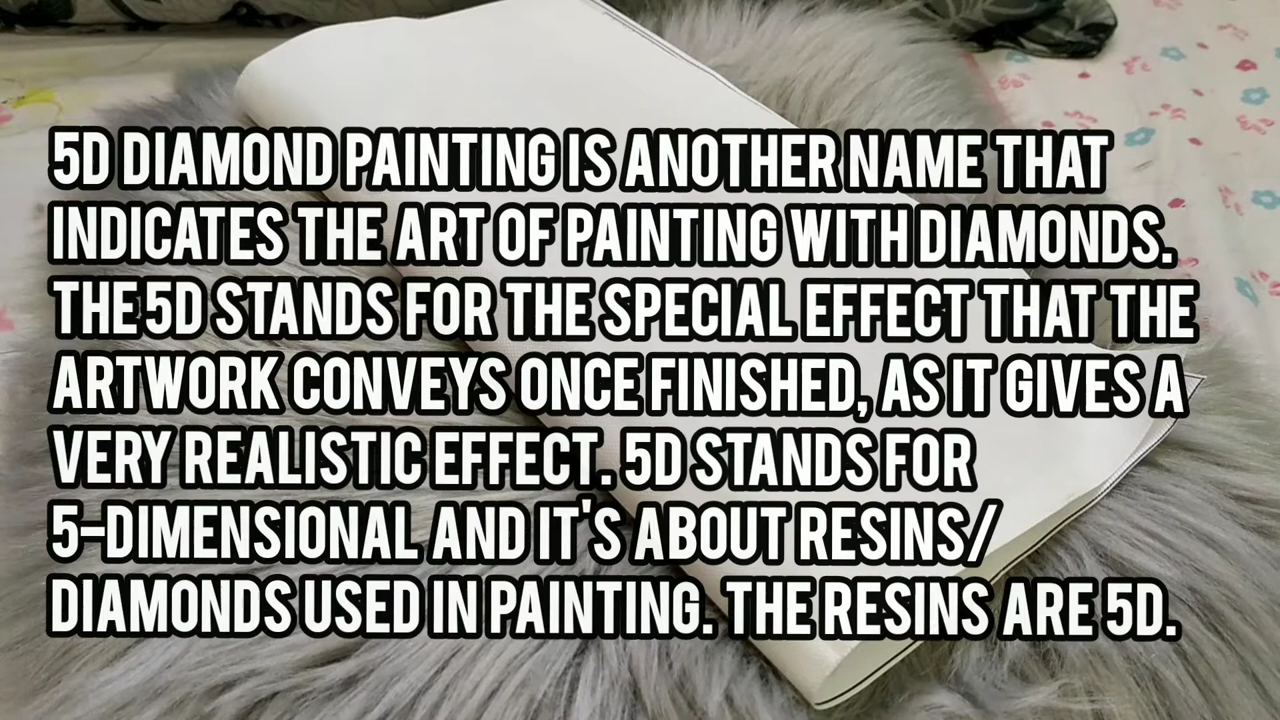 5D DIAMOND PAINTING IS ANOTHER NAME THAT
INDICATES THE ART OF PAINTING WITH DIAMONDS.
THE 5D STANDS FOR THE SPECIAL EFFECT THAT THE
ARTWORK CONVEYS ONCE FINISHED, AS IT GIVES A
VERY REALISTIC EFFECT. 5D STANDS FOR
5-DIMENSIONAL AND IT'S ABOUT RESINS/
DIAMONDS USED IN PAINTING. THE RESINS ARE 5D.